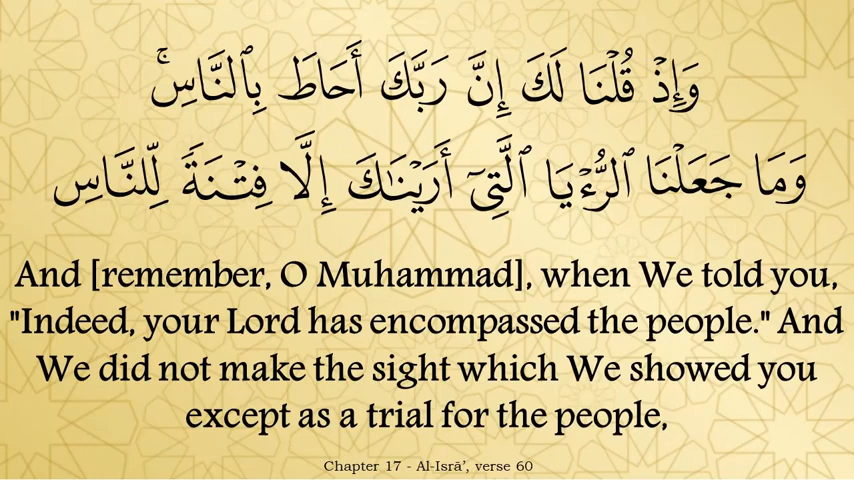 وَإِذْ قُلْنَا لَكَ إِنَّ رَبَّكَ أَحَاطَ بِٱلنَّاسِ ۚ
وَمَا جَعَلْنَا ٱلرُّءْيَا ٱلَّتِىٓ أَرَيْنَـٰكَ إِلَّا فِتْنَةً لِّلنَّاسِ
And [remember, O Muhammad], when We told you,
"Indeed, your Lord has encompassed the people." And
We did not make the sight which We showed you
except as a trial for the people,
Chapter 17 - Al-Isrā’, verse 60